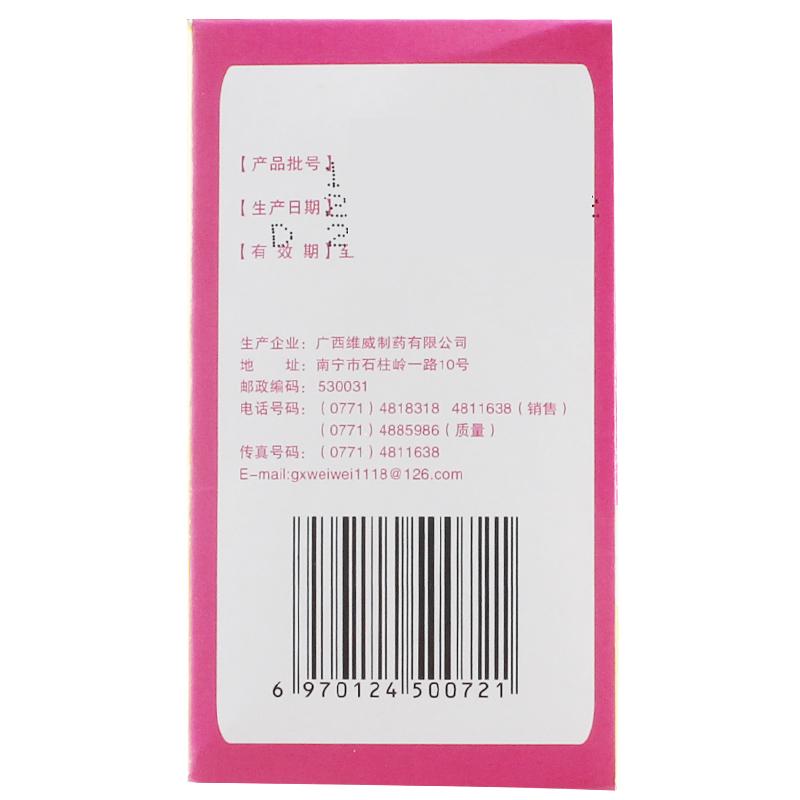 【产品批号】
【生产日期】
【有 效 期】至
生产企业：广西维威制药有限公司
地 址：南宁市石柱岭一路10号
邮政编码：530031
电话号码：(0771) 4818318 4811638 (销售)
(0771) 4885986 (质量)
传真号码：(0771) 4811638
E-mail:gxweiwei1118@126.com
6 970124 500721